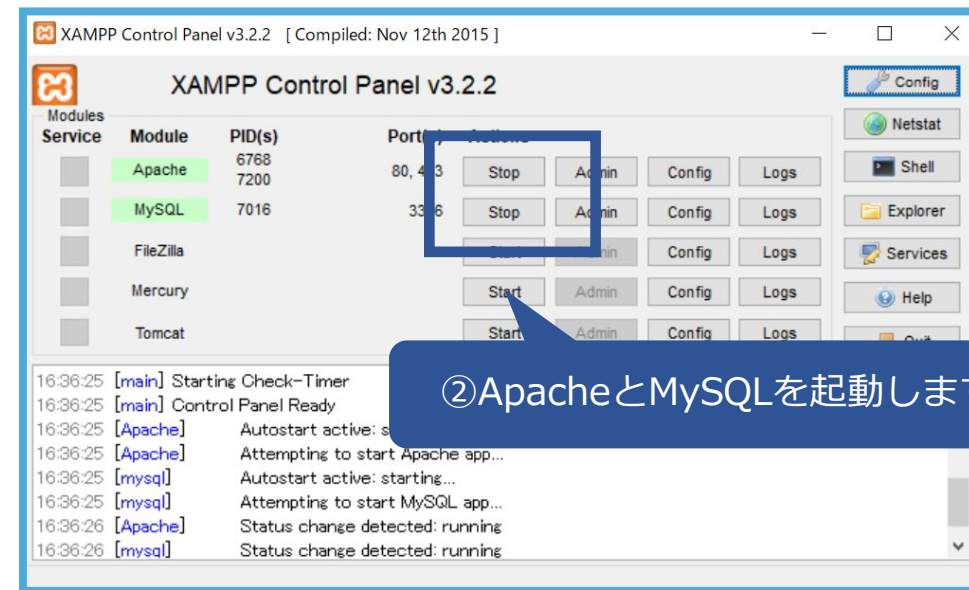 XAMPP Control Panel v3.2.2 [ Compiled: Nov 12th 2015 ]
XAMPP Control Panel v3.2.2
Config
Modules
Service Module PID(s)
Netstat
Apache 6768 7200 Stop Admin Config Logs
Shell
MySQL 7016 Stop Admin Config Logs
Explorer
FileZilla Config Logs
Services
Mercury Start Admin Config Logs
Help
Tomcat Start Admin Config Logs
②ApacheとMySQLを起動しま
16:36:25 [main] Starting Check-Timer
16:36:25 [main] Control Panel Ready
16:36:25 [Apache] Autostart active:
16:36:25 [Apache] Attempting to start Apache app...
16:36:25 [mysql] Autostart active: starting...
16:36:25 [mysql] Attempting to start MySQL app...
16:36:26 [Apache] Status change detected: running
16:36:26 [mysql] Status change detected: running